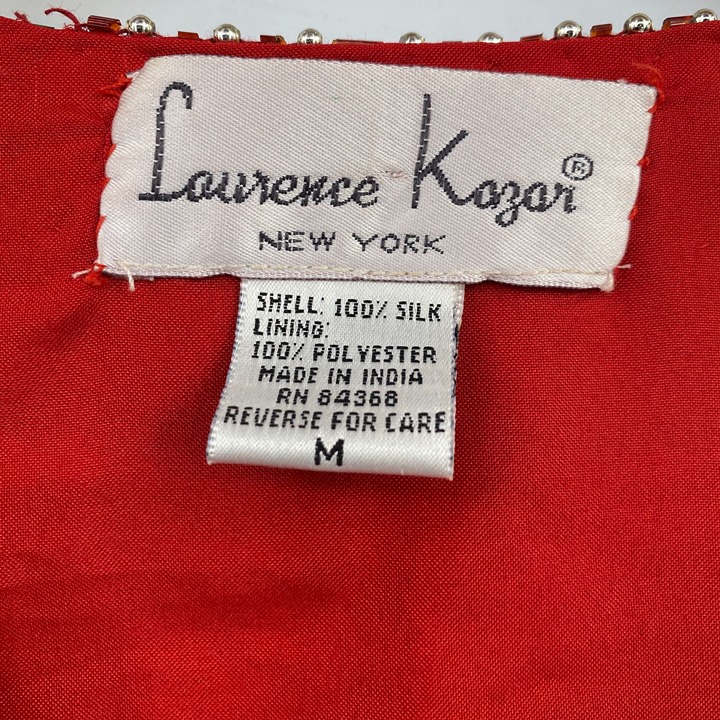 Laurence Kazar®
NEW YORK
SHELL: 100% SILK
LINING:
100% POLYESTER
MADE IN INDIA
RN 84368
REVERSE FOR CARE
M